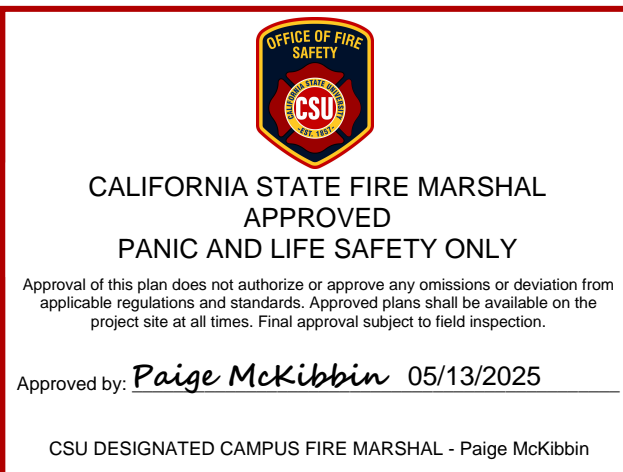 OFFICE OF FIRE
SAFETY
CALIFORNIA STATE UNIVERSITY
CSU
-EST. 1857-
CALIFORNIA STATE FIRE MARSHAL
APPROVED
PANIC AND LIFE SAFETY ONLY
Approval of this plan does not authorize or approve any omissions or deviation from
applicable regulations and standards. Approved plans shall be available on the
project site at all times. Final approval subject to field inspection.
Approved by: Paige McKibbin 05/13/2025
CSU DESIGNATED CAMPUS FIRE MARSHAL - Paige McKibbin